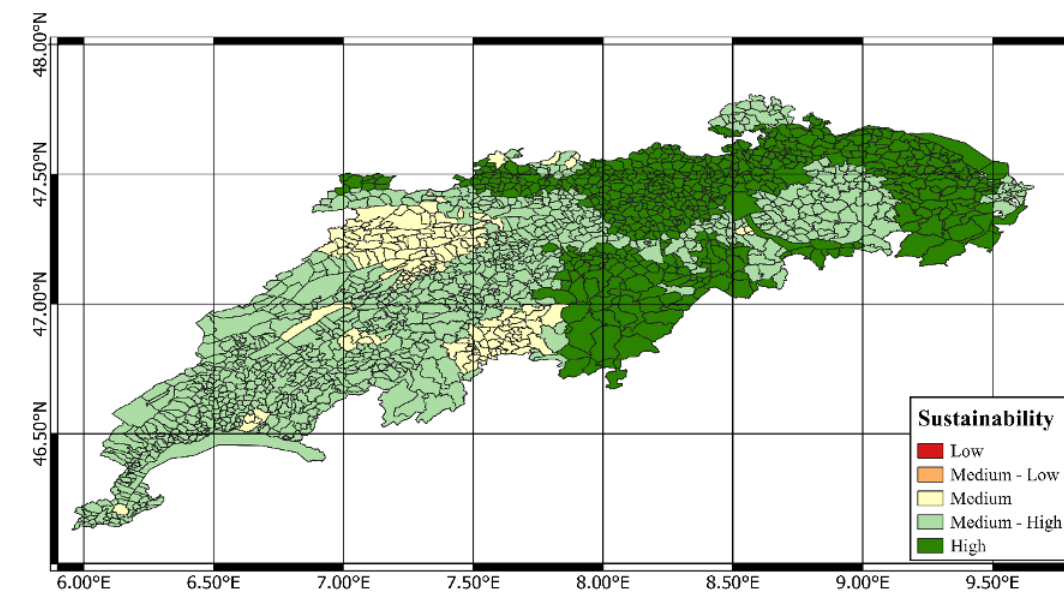 48.00°N
47.50°N
47.00°N
46.50°N
Sustainability
Low
Medium - Low
Medium
Medium - High
High
6.00°E 6.50°E 7.00°E 7.50°E 8.00°E 8.50°E 9.00°E 9.50°E